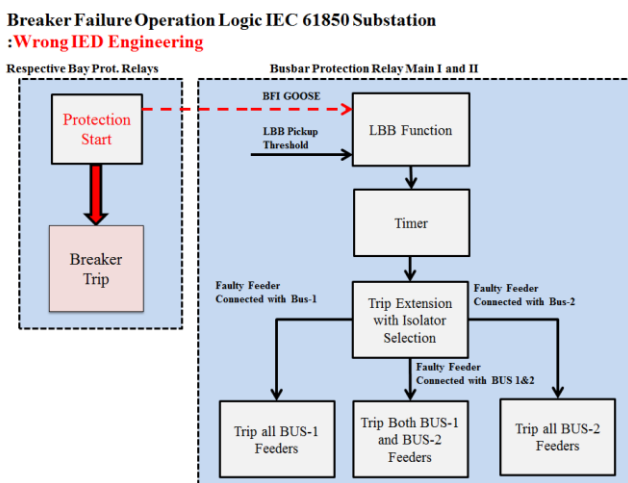 Breaker Failure Operation Logic IEC 61850 Substation
:Wrong IED Engineering
Respective Bay Prot. Relays
Busbar Protection Relay Main I and II
BFI GOOSE
Protection
Start
LBB Function
LBB Pickup
Threshold
Timer
Breaker
Trip
Faulty Feeder
Connected with Bus-1
Trip Extension
with Isolator
Selection
Faulty Feeder
Connected with Bus-2
Faulty Feeder
Connected with BUS 1&2
Trip all BUS-1
Feeders
Trip Both BUS-1
and BUS-2
Feeders
Trip all BUS-2
Feeders